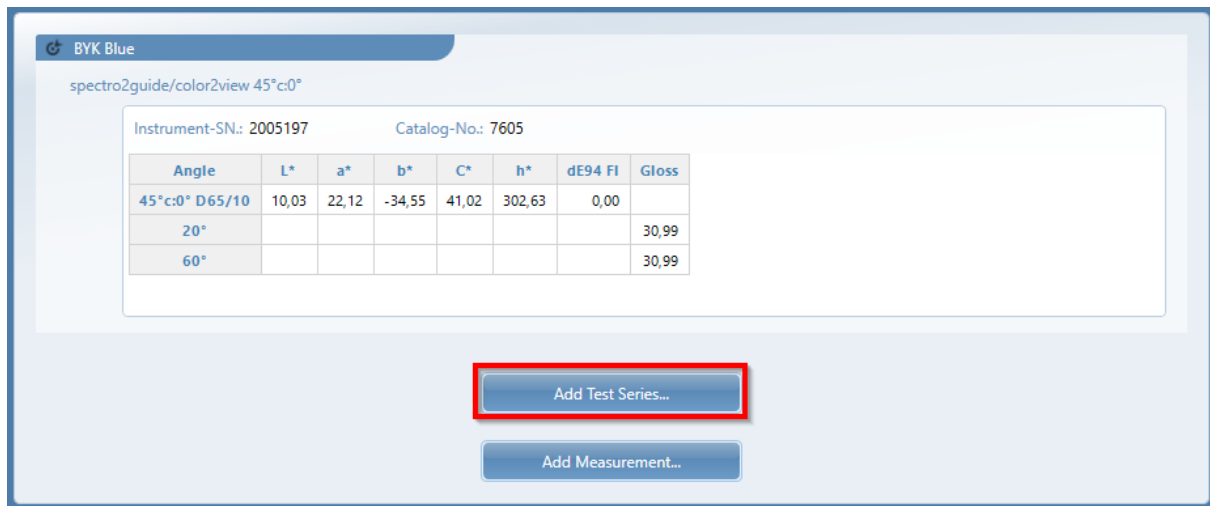 BYK Blue
spectro2guide/color2view 45°c:0°
Instrument-SN.: 2005197 Catalog-No.: 7605
Angle L* a* b* C* h* dE94 Fl Gloss
45°c:0° D65/10 10,03 22,12 -34,55 41,02 302,63 0,00
20° 30,99
60° 30,99
Add Test Series...
Add Measurement...